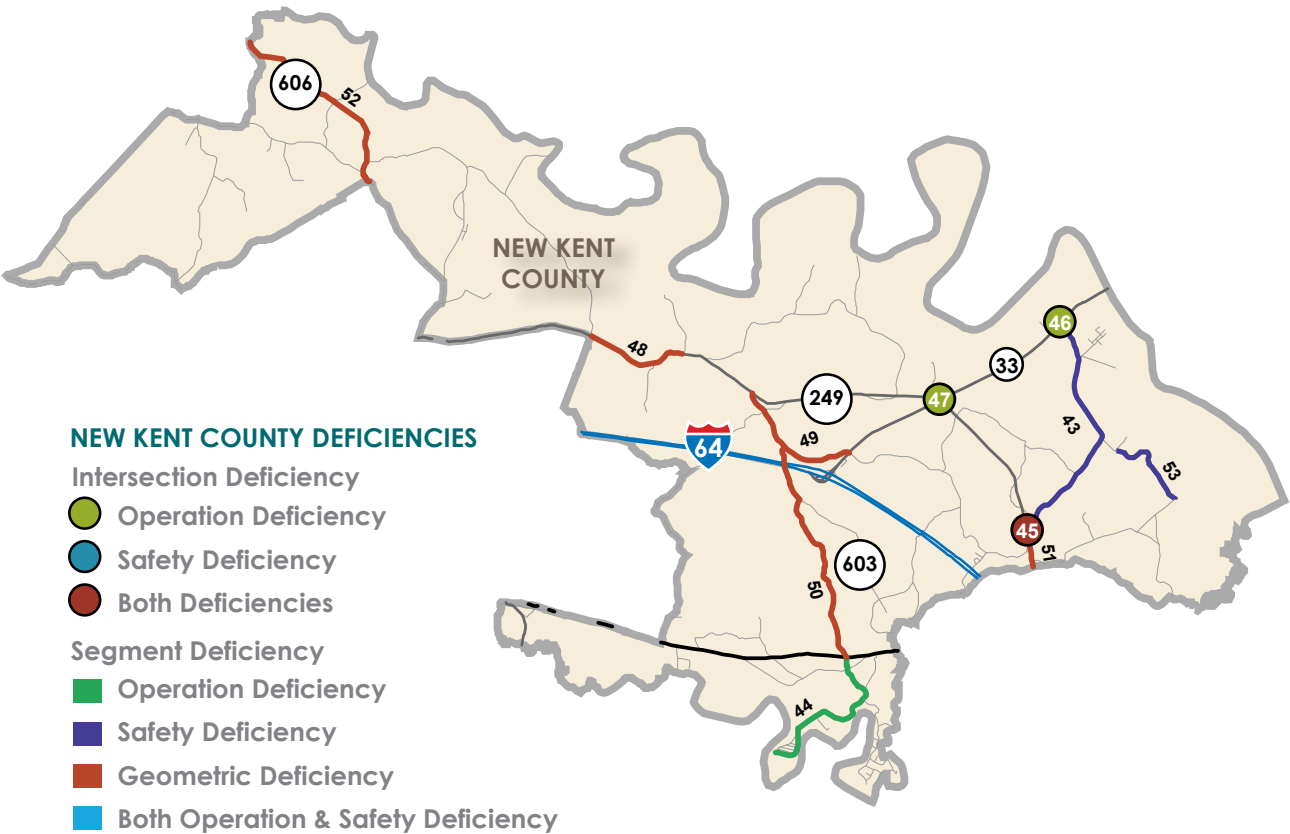 606
52
NEW KENT
COUNTY
46
48
33
249
47
43
49
64
53
45
51
603
50
44
NEW KENT COUNTY DEFICIENCIES
Intersection Deficiency
Operation Deficiency
Safety Deficiency
Both Deficiencies
Segment Deficiency
Operation Deficiency
Safety Deficiency
Geometric Deficiency
Both Operation & Safety Deficiency